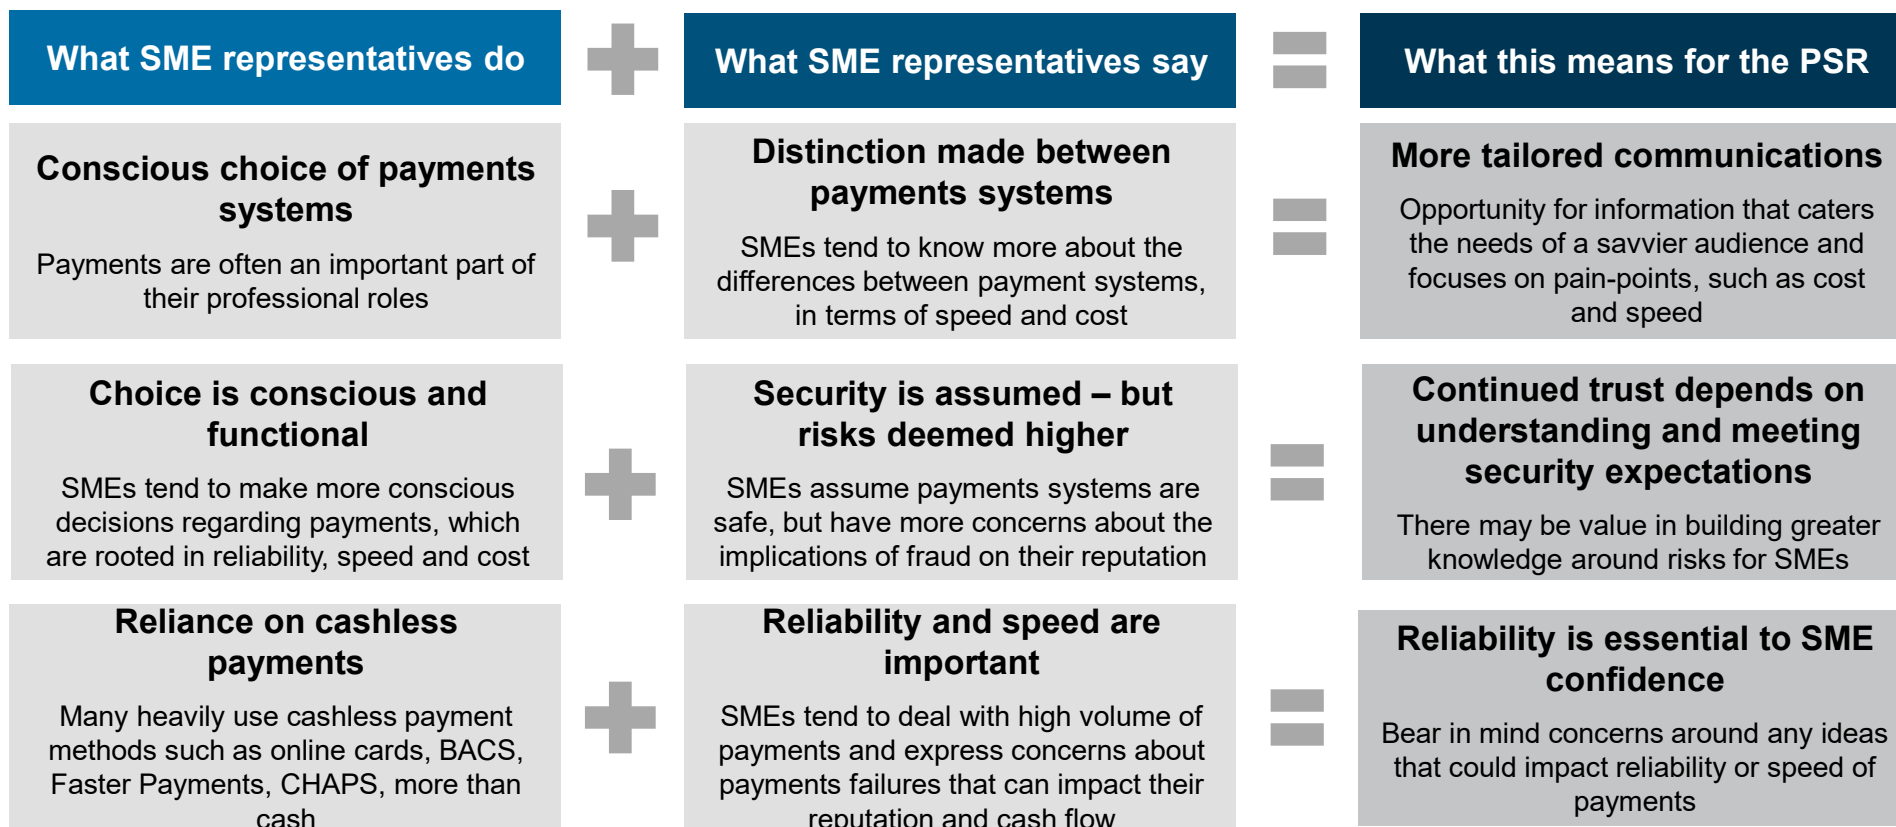 What SME representatives do
What SME representatives say
What this means for the PSR
Conscious choice of payments
systems
Payments are often an important part of
their professional roles
Distinction made between
payments systems
SMEs tend to know more about the
differences between payment systems,
in terms of speed and cost
More tailored communications
Opportunity for information that caters
the needs of a savvier audience and
focuses on pain-points, such as cost
and speed
Choice is conscious and
functional
SMEs tend to make more conscious
decisions regarding payments, which
are rooted in reliability, speed and cost
Security is assumed – but
risks deemed higher
SMEs assume payments systems are
safe, but have more concerns about the
implications of fraud on their reputation
Continued trust depends on
understanding and meeting
security expectations
There may be value in building greater
knowledge around risks for SMEs
Reliance on cashless
payments
Many heavily use cashless payment
methods such as online cards, BACS,
Faster Payments, CHAPS, more than
cash
Reliability and speed are
important
SMEs tend to deal with high volume of
payments and express concerns about
payments failures that can impact their
reputation and cash flow
Reliability is essential to SME
confidence
Bear in mind concerns around any ideas
that could impact reliability or speed of
payments